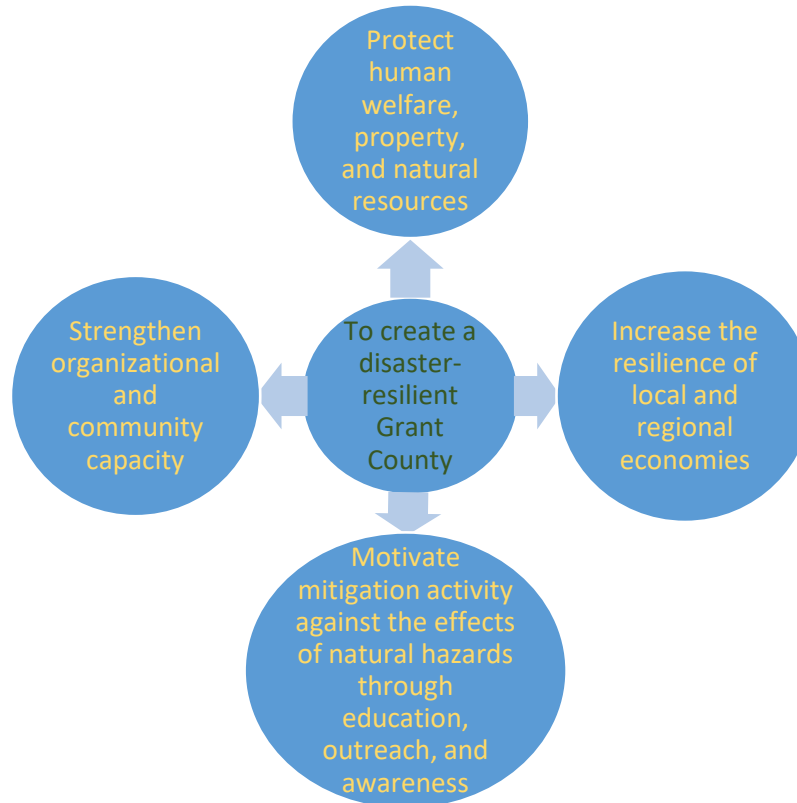 Protect
human
welfare,
property,
and natural
resources
Strengthen
organizational
and
community
capacity
To create a
disaster-
resilient
Grant
County
Increase the
resilience of
local and
regional
economies
Motivate
mitigation activity
against the effects
of natural hazards
through
education,
outreach, and
awareness